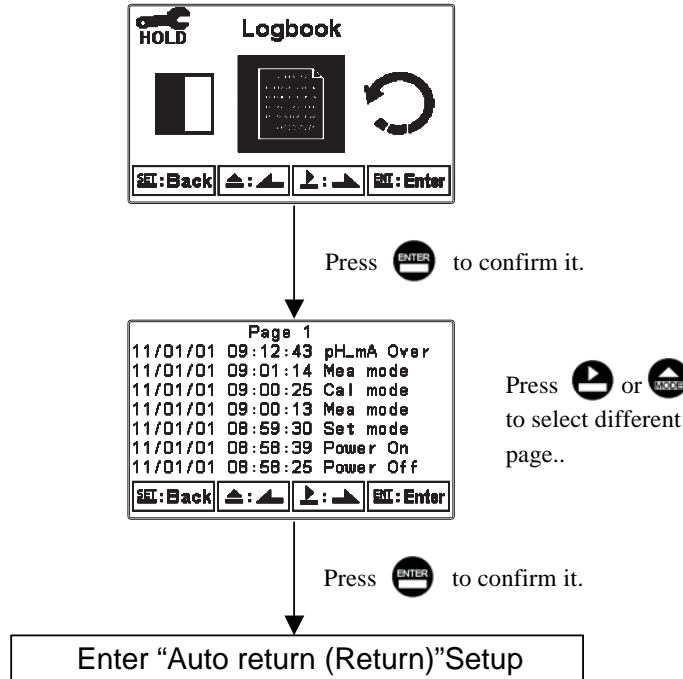 HOLD
Logbook
SET:Back ▲: ▶: ENT:Enter
Press ENTER to confirm it.
Page 1
11/01/01 09:12:43 pH_mA Over
11/01/01 09:01:14 Mea mode
11/01/01 09:00:25 Cal mode
11/01/01 09:00:13 Mea mode
11/01/01 08:59:30 Set mode
11/01/01 08:58:39 Power On
11/01/01 08:58:25 Power Off
SET:Back ▲: ▶: ENT:Enter
Press or MODE
to select different
page..
Press ENTER to confirm it.
Enter “Auto return (Return)”Setup